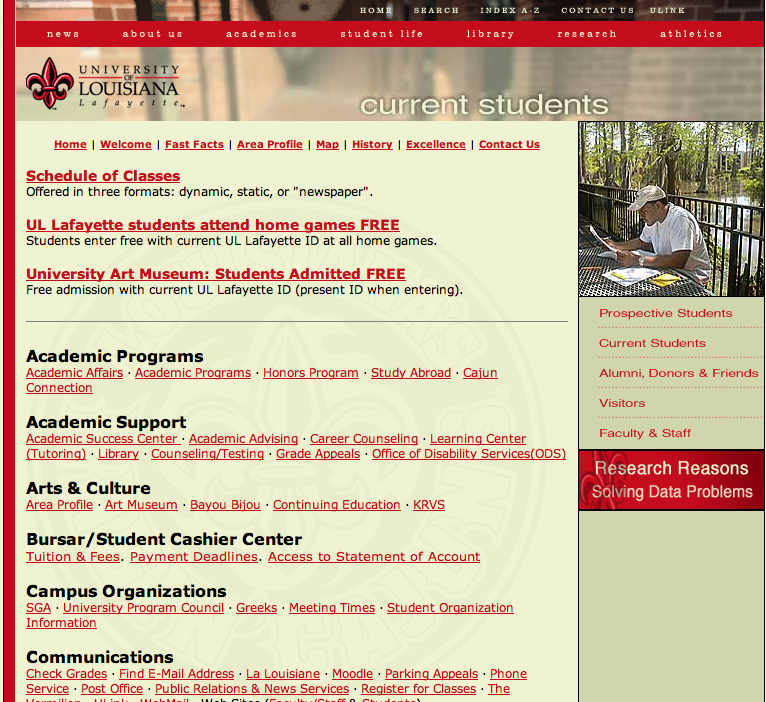 HOME SEARCH INDEX A-Z CONTACT US ULINK
news about us academics student life library research athletics
UNIVERSITY
OF
LOUISIANA
Lafayette™
current students
Home | Welcome | Fast Facts | Area Profile | Map | History | Excellence | Contact Us
Schedule of Classes
Offered in three formats: dynamic, static, or "newspaper".
UL Lafayette students attend home games FREE
Students enter free with current UL Lafayette ID at all home games.
University Art Museum: Students Admitted FREE
Free admission with current UL Lafayette ID (present ID when entering).
Academic Programs
Academic Affairs · Academic Programs · Honors Program · Study Abroad · Cajun
Connection
Academic Support
Academic Success Center · Academic Advising · Career Counseling · Learning Center
(Tutoring) · Library · Counseling/Testing · Grade Appeals · Office of Disability Services(ODS)
Arts & Culture
Area Profile · Art Museum · Bayou Bijou · Continuing Education · KRVS
Bursar/Student Cashier Center
Tuition & Fees. Payment Deadlines. Access to Statement of Account
Campus Organizations
SGA · University Program Council · Greeks · Meeting Times · Student Organization
Information
Communications
Check Grades · Find E-Mail Address · La Louisiane · Moodle · Parking Appeals · Phone
Service · Post Office · Public Relations & News Services · Register for Classes · The
Vermilion · ULink · WebMail · Web Sites (Faculty/Staff & Students)
Prospective Students
Current Students
Alumni, Donors & Friends
Visitors
Faculty & Staff
Research Reasons
Solving Data Problems